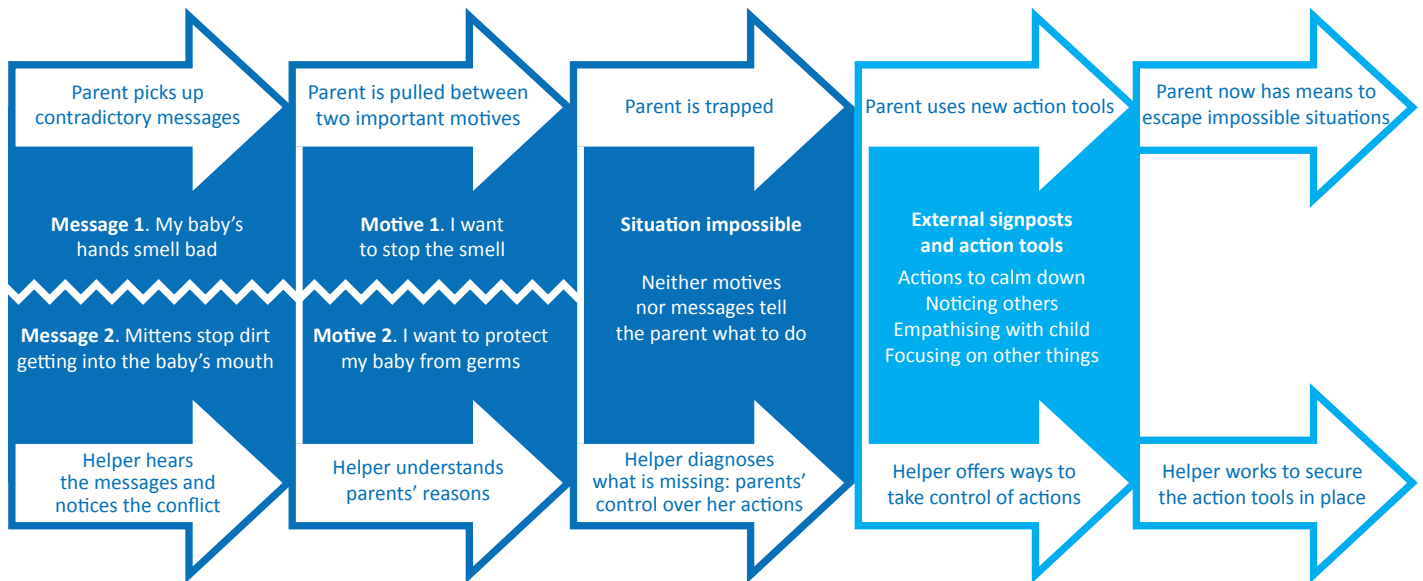 Parent picks up
contradictory messages
Parent is pulled between
two important motives
Parent is trapped
Parent uses new action tools
Parent now has means to
escape impossible situations
Message 1. My baby’s
hands smell bad
Motive 1. I want
to stop the smell
Situation impossible
Neither motives
nor messages tell
the parent what to do
External signposts
and action tools
Actions to calm down
Noticing others
Empathising with child
Focusing on other things
Message 2. Mittens stop dirt
getting into the baby’s mouth
Motive 2. I want to protect
my baby from germs
Helper hears
the messages and
notices the conflict
Helper understands
parents’ reasons
Helper diagnoses
what is missing: parents’
control over her actions
Helper offers ways to
take control of actions
Helper works to secure
the action tools in place